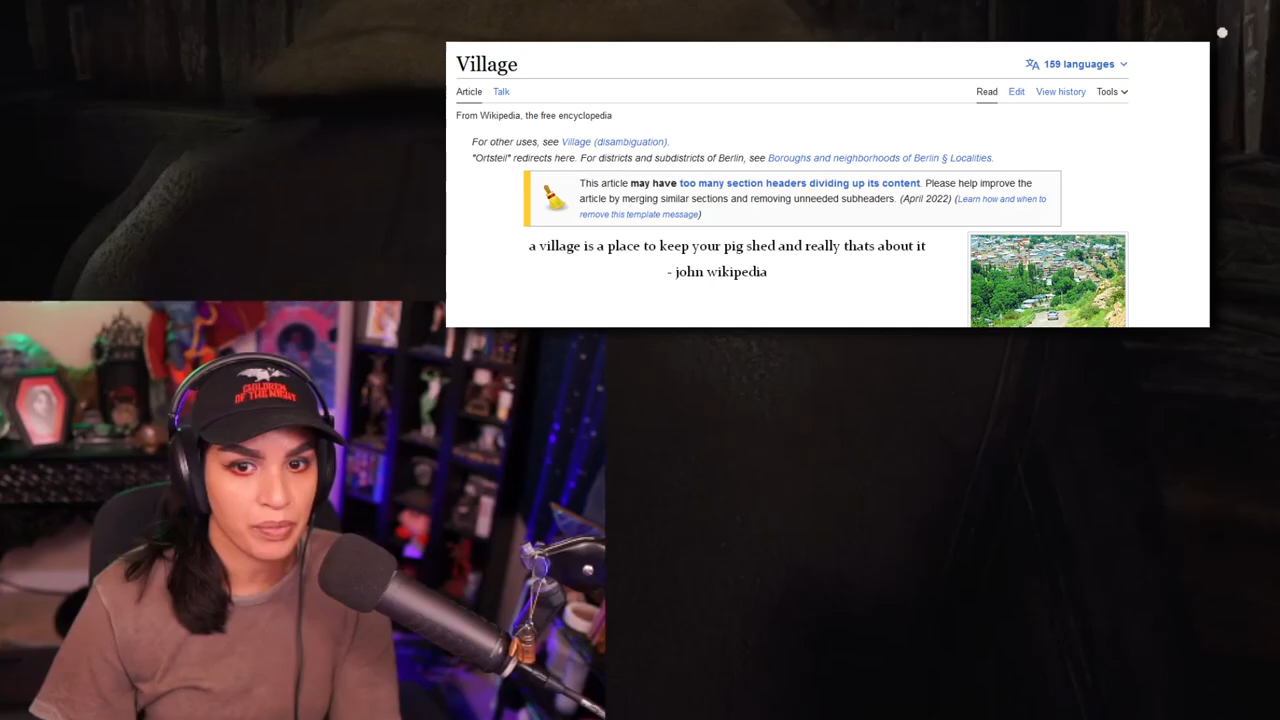 Village
159 languages
Article Talk Read Edit View history Tools
From Wikipedia, the free encyclopedia
For other uses, see Village (disambiguation).
"Ortsteil" redirects here. For districts and subdistricts of Berlin, see Boroughs and neighborhoods of Berlin § Localities.
This article may have too many section headers dividing up its content. Please help improve the
article by merging similar sections and removing unneeded subheaders. (April 2022) (Learn how and when to
remove this template message)
a village is a place to keep your pig shed and really thats about it
- john wikipedia
CHILDREN
OF THE NIGHT